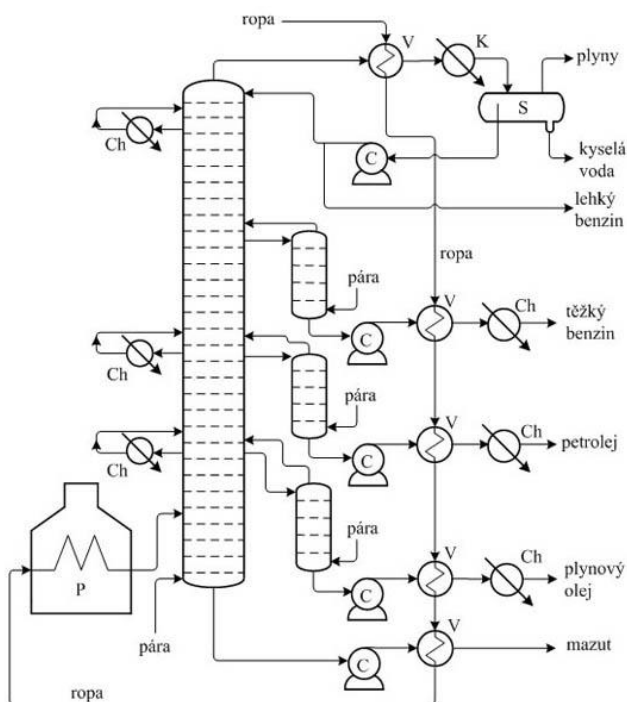 ropa
V
K
plyny
S
Ch
C
kyselá
voda
lehký
benzin
ropa
pára
V
Ch
těžký
benzin
C
Ch
pára
V
Ch
petrolej
C
Ch
pára
P
V
Ch
plynový
olej
C
pára
V
mazut
C
ropa